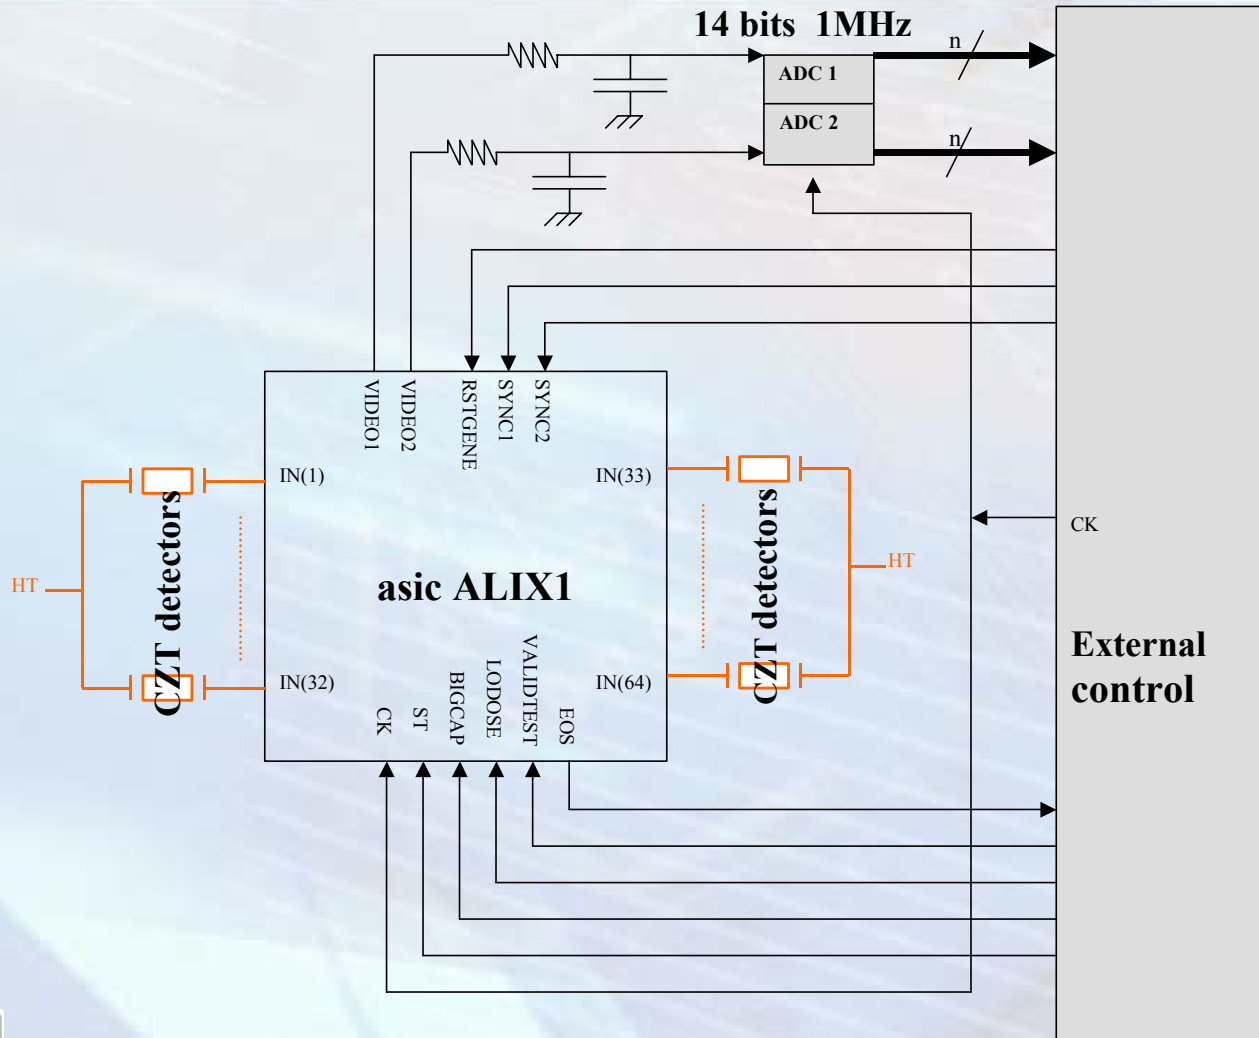 14 bits 1MHz
n
ADC 1
ADC 2
n
VIDEO1
VIDEO2
RSTGENE
SYNC1
SYNC2
IN(1)
IN(33)
CZT detectors
CZT detectors
CK
HT
HT
asic ALIX1
External
control
IN(32)
IN(64)
CK
ST
BIGCAP
LODOSE
VALIDTEST
EOS